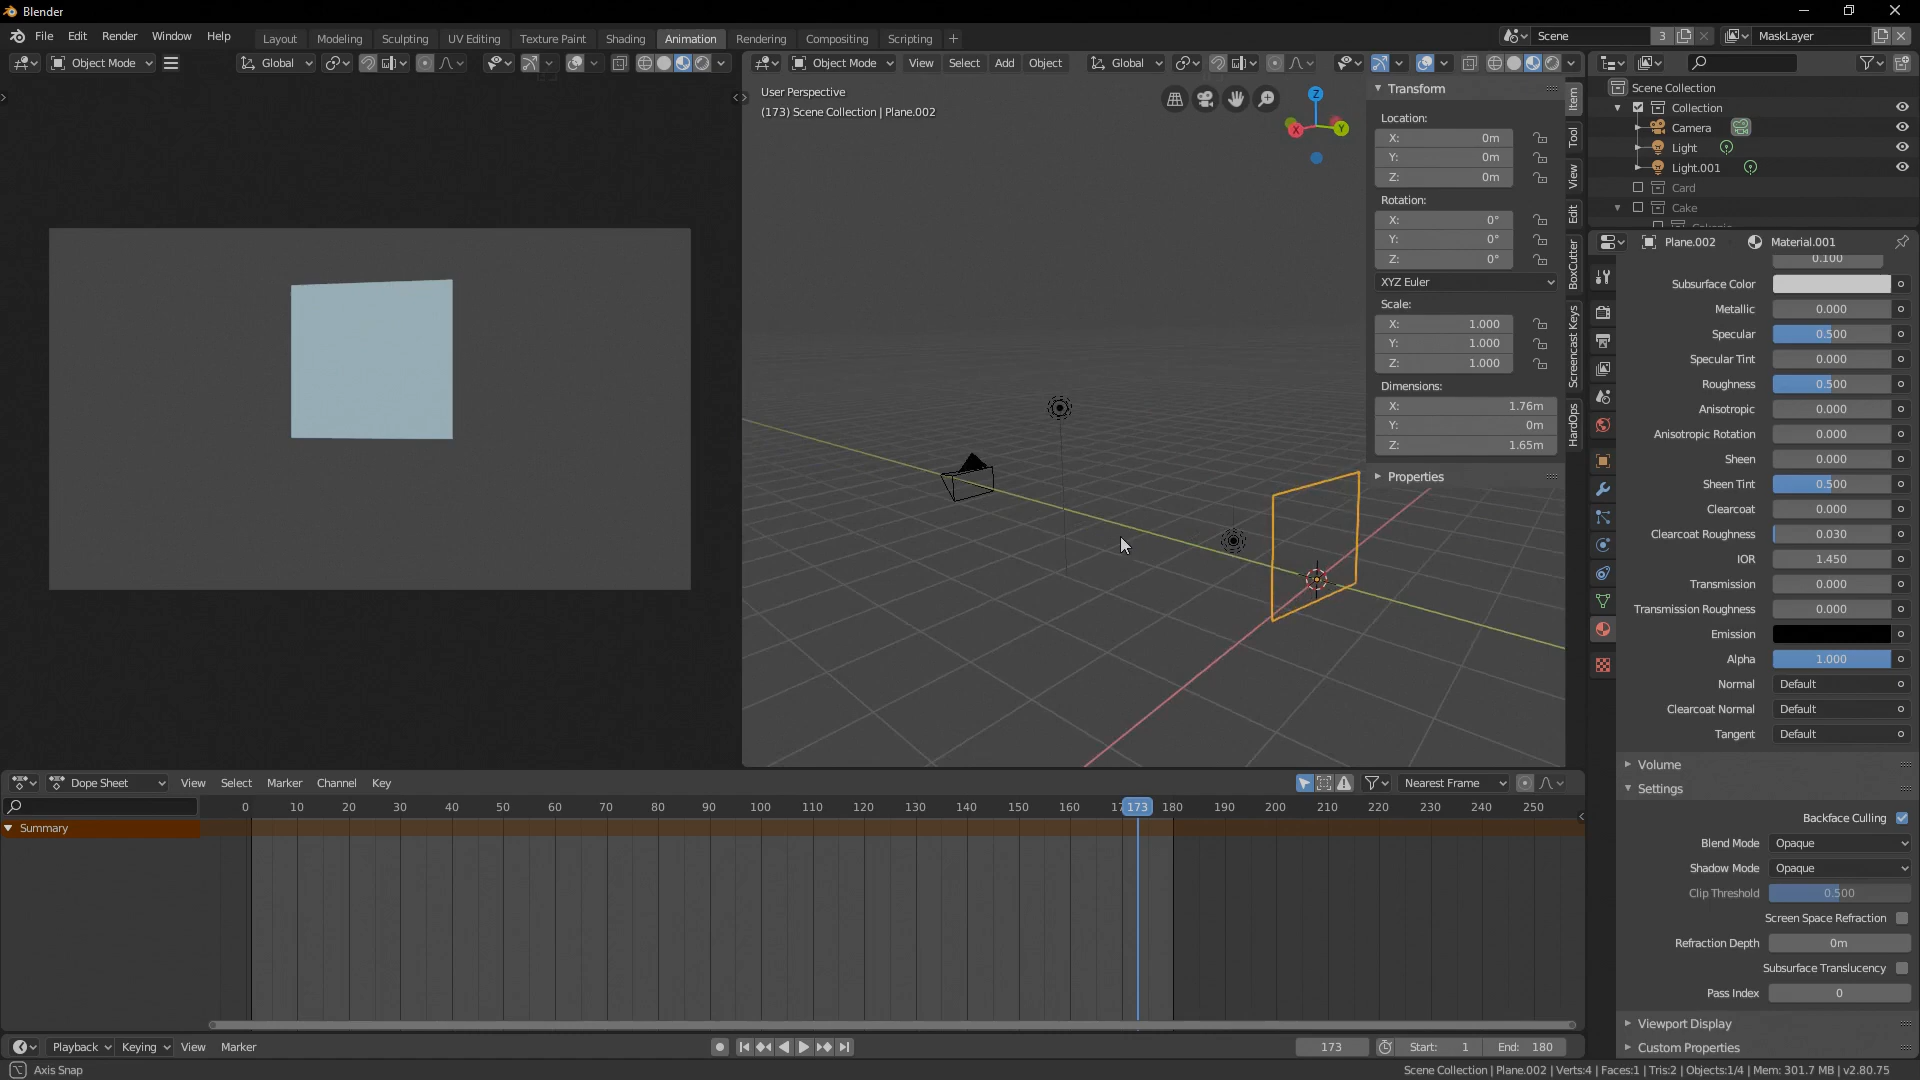 Blender
File Edit Render Window Help
Layout Modeling Sculpting UV Editing Texture Paint Shading Animation Rendering Compositing Scripting
Scene 3
MaskLayer
Object Mode Global
Object Mode View Select Add Object Global
User Perspective
(173) Scene Collection | Plane.002
Z
X
Y
Transform
Location:
X: 0m
Y: 0m
Z: 0m
Rotation:
X: 0°
Y: 0°
Z: 0°
XYZ Euler
Scale:
X: 1.000
Y: 1.000
Z: 1.000
Dimensions:
X: 1.76m
Y: 0m
Z: 1.65m
Properties
Item
Tool
View
Edit
BoxCutter
Screencast Keys
HardOps
Scene Collection
Collection
Camera
Light
Light.001
Card
Cake
Plane.002 Material.001
0.100
Subsurface Color
Metallic 0.000
Specular 0.500
Specular Tint 0.000
Roughness 0.500
Anisotropic 0.000
Anisotropic Rotation 0.000
Sheen 0.000
Sheen Tint 0.500
Clearcoat 0.000
Clearcoat Roughness 0.030
IOR 1.450
Transmission 0.000
Transmission Roughness 0.000
Emission
Alpha 1.000
Normal Default
Clearcoat Normal Default
Tangent Default
Volume
Settings
Backface Culling
Blend Mode Opaque
Shadow Mode Opaque
Clip Threshold 0.500
Screen Space Refraction
Refraction Depth 0m
Subsurface Translucency
Pass Index 0
Viewport Display
Custom Properties
Dope Sheet View Select Marker Channel Key Nearest Frame
0 10 20 30 40 50 60 70 80 90 100 110 120 130 140 150 160 173 180 190 200 210 220 230 240 250
Summary
Playback Keying View Marker 173 Start: 1 End: 180
Axis Snap
Scene Collection | Plane.002 | Verts:4 | Faces:1 | Tris:2 | Objects:1/4 | Mem: 301.7 MB | v2.80.75